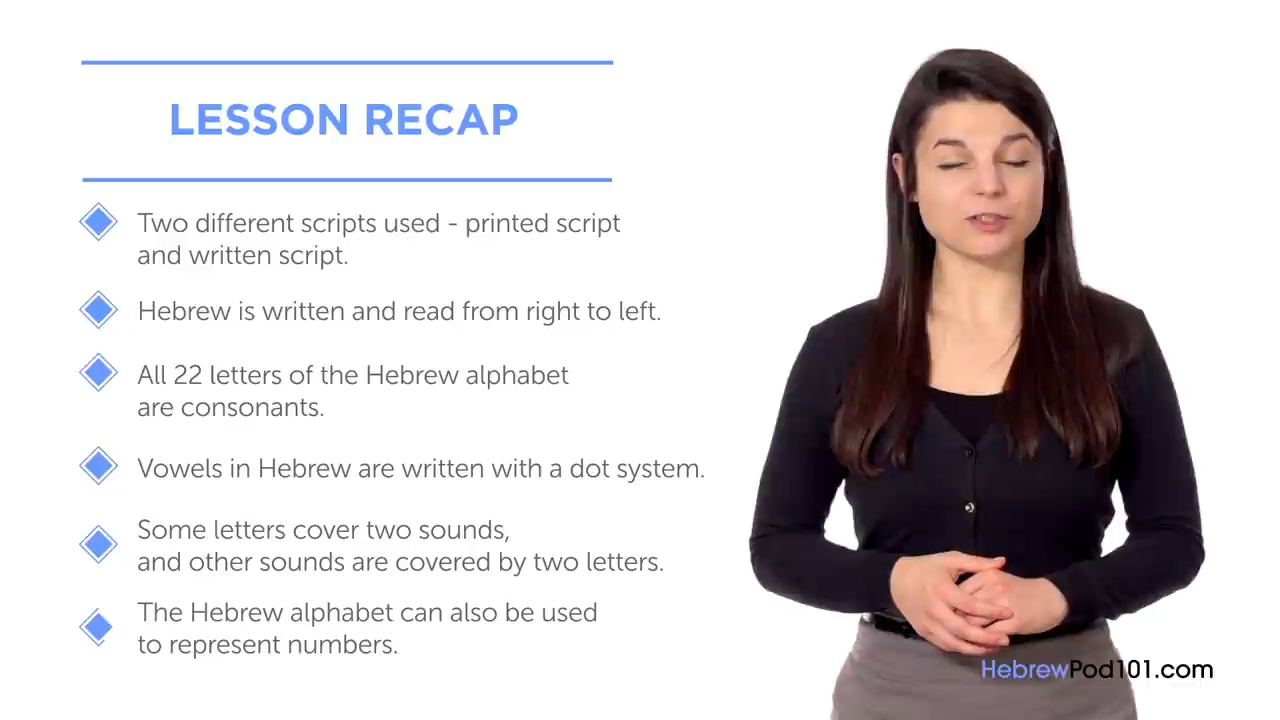 LESSON RECAP
Two different scripts used - printed script
and written script.
Hebrew is written and read from right to left.
All 22 letters of the Hebrew alphabet
are consonants.
Vowels in Hebrew are written with a dot system.
Some letters cover two sounds,
and other sounds are covered by two letters.
The Hebrew alphabet can also be used
to represent numbers.
HebrewPod101.com